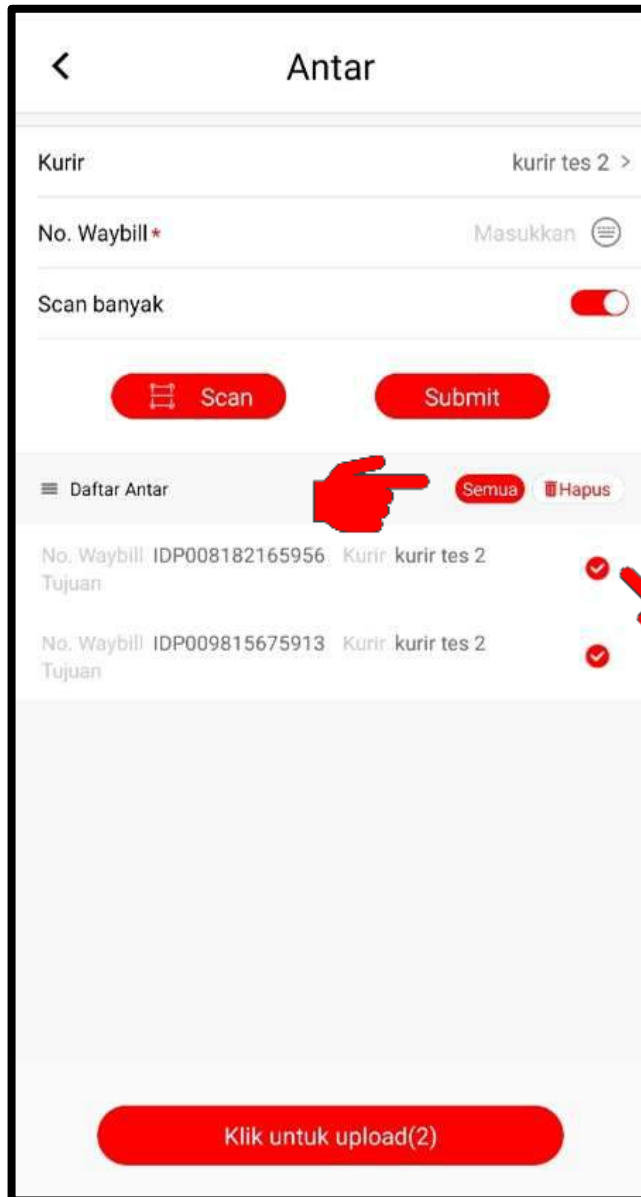 Antar
Kurir kurir tes 2 >
No. Waybill* Masukkan
Scan banyak
Scan Submit
Daftar Antar Semua Hapus
No. Waybill IDP008182165956 Kurir kurir tes 2
Tujuan
No. Waybill IDP009815675913 Kurir kurir tes 2
Tujuan
Klik untuk upload(2)